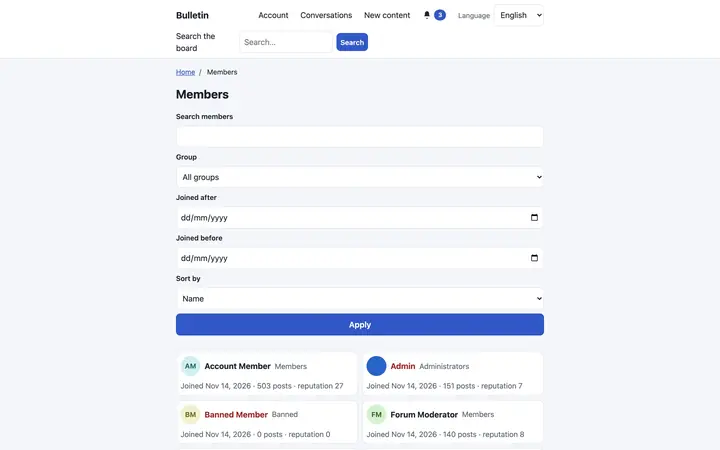 Bulletin
Account Conversations New content 3 Language English
Search the board
Search... Search
Home / Members
Members
Search members
Group
All groups
Joined after
dd/mm/yyyy
Joined before
dd/mm/yyyy
Sort by
Name
Apply
AM Account Member Members
Joined Nov 14, 2026 · 503 posts · reputation 27
Admin Administrators
Joined Nov 14, 2026 · 151 posts · reputation 7
BM Banned Member Banned
Joined Nov 14, 2026 · 0 posts · reputation 0
FM Forum Moderator Members
Joined Nov 14, 2026 · 140 posts · reputation 8